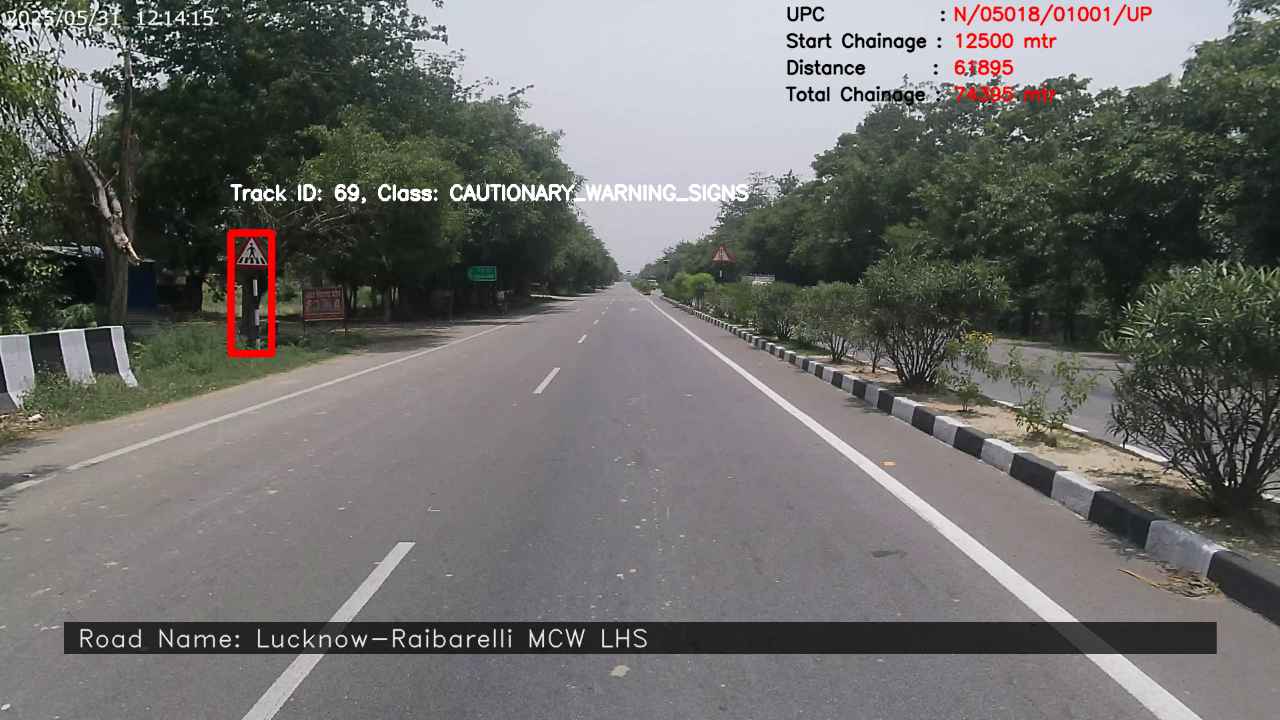 2025/05/31 12:14:15
UPC : N/05018/01001/UP
Start Chainage : 12500 mtr
Distance : 61895
Total Chainage : 74395 mtr
Track ID: 69, Class: CAUTIONARY_WARNING_SIGNS
Road Name: Lucknow-Raibarelli MCW LHS